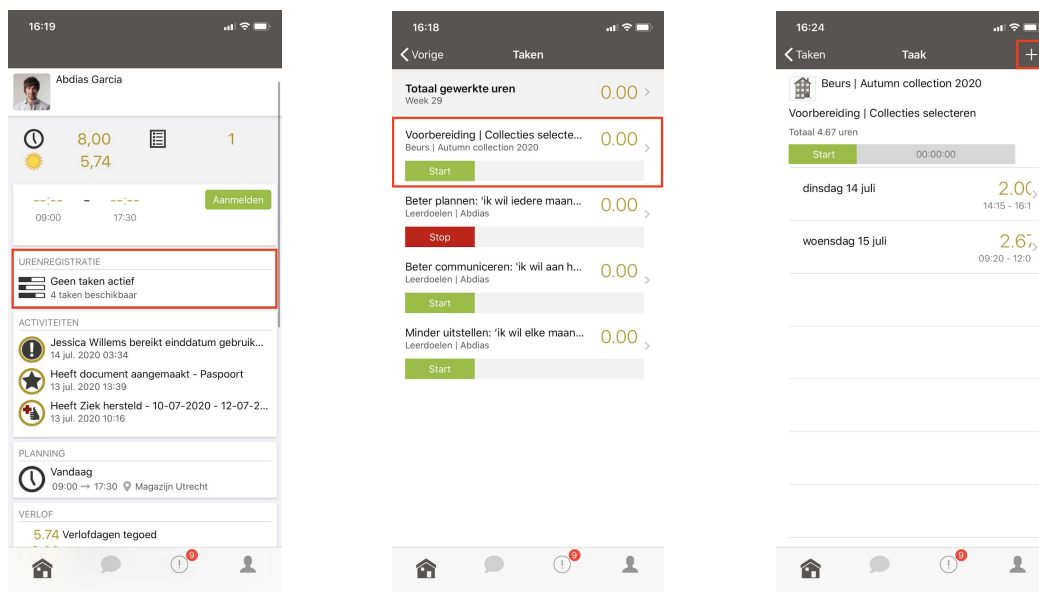 16:19
Abdias Garcia
8,00
1
5,74
--:-- - --:--
Aanmelden
09:00 17:30
URENREGISTRATIE
Geen taken actief
4 taken beschikbaar
ACTIVITEITEN
Jessica Willems bereikt einddatum gebruik...
14 jul. 2020 03:34
Heeft document aangemaakt - Paspoort
13 jul. 2020 13:39
Heeft Ziek hersteld - 10-07-2020 - 12-07-2...
13 jul. 2020 10:16
PLANNING
Vandaag
09:00 → 17:30 Magazijn Utrecht
VERLOF
5.74 Verlofdagen tegoed
9
16:18
Vorige Taken
Totaal gewerkte uren 0.00
Week 29
Voorbereiding | Collecties selecte... 0.00
Beurs | Autumn collection 2020
Start
Beter plannen: 'ik wil iedere maan... 0.00
Leerdoelen | Abdias
Stop
Beter communiceren: 'ik wil aan h... 0.00
Leerdoelen | Abdias
Start
Minder uitstellen: 'ik wil elke maan... 0.00
Leerdoelen | Abdias
Start
9
16:24
Taken Taak +
Beurs | Autumn collection 2020
Voorbereiding | Collecties selecteren
Totaal 4.67 uren
Start 00:00:00
dinsdag 14 juli 2.00
14:15 - 16:1
woensdag 15 juli 2.67
09:20 - 12:0
9